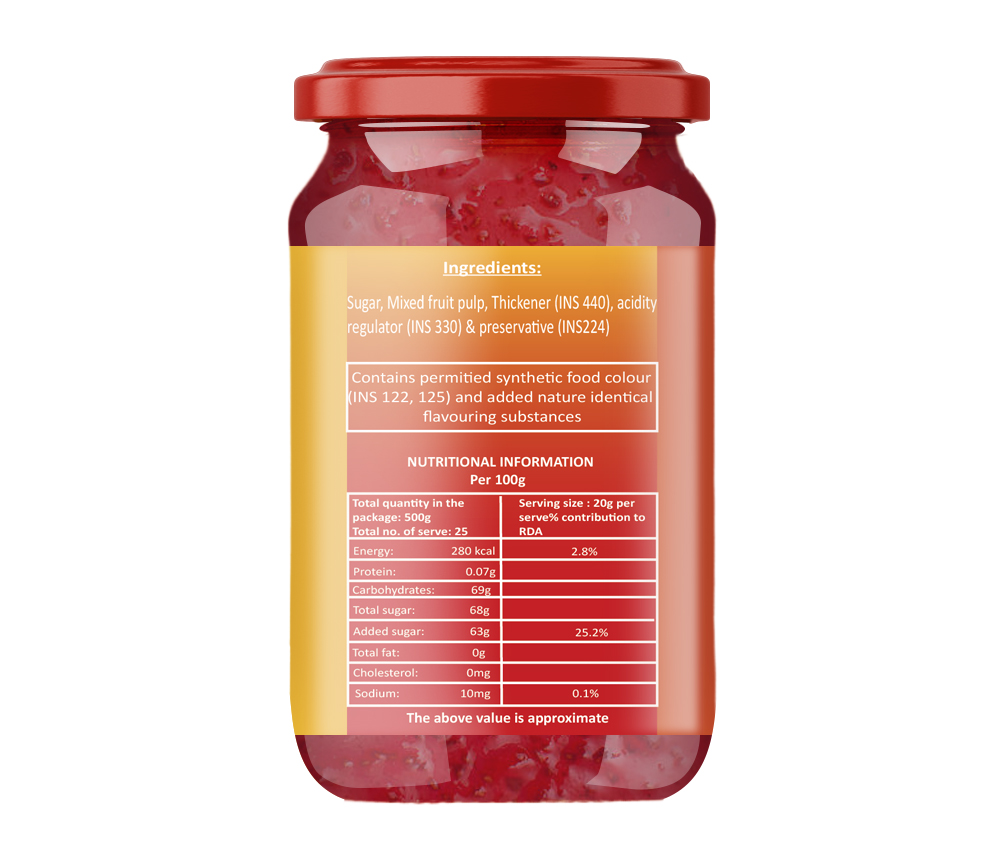 Ingredients:
Sugar, Mixed fruit pulp, Thickener (INS 440), acidity
regulator (INS 330) & preservative (INS224)
Contains permitied synthetic food colour
(INS 122, 125) and added nature identical
flavouring substances
NUTRITIONAL INFORMATION
Per 100g
Total quantity in the
package: 500g
Total no. of serve: 25
Serving size : 20g per
serve% contribution to
RDA
Energy: 280 kcal 2.8%
Protein: 0.07g
Carbohydrates: 69g
Total sugar: 68g
Added sugar: 63g 25.2%
Total fat: 0g
Cholesterol: 0mg
Sodium: 10mg 0.1%
The above value is approximate